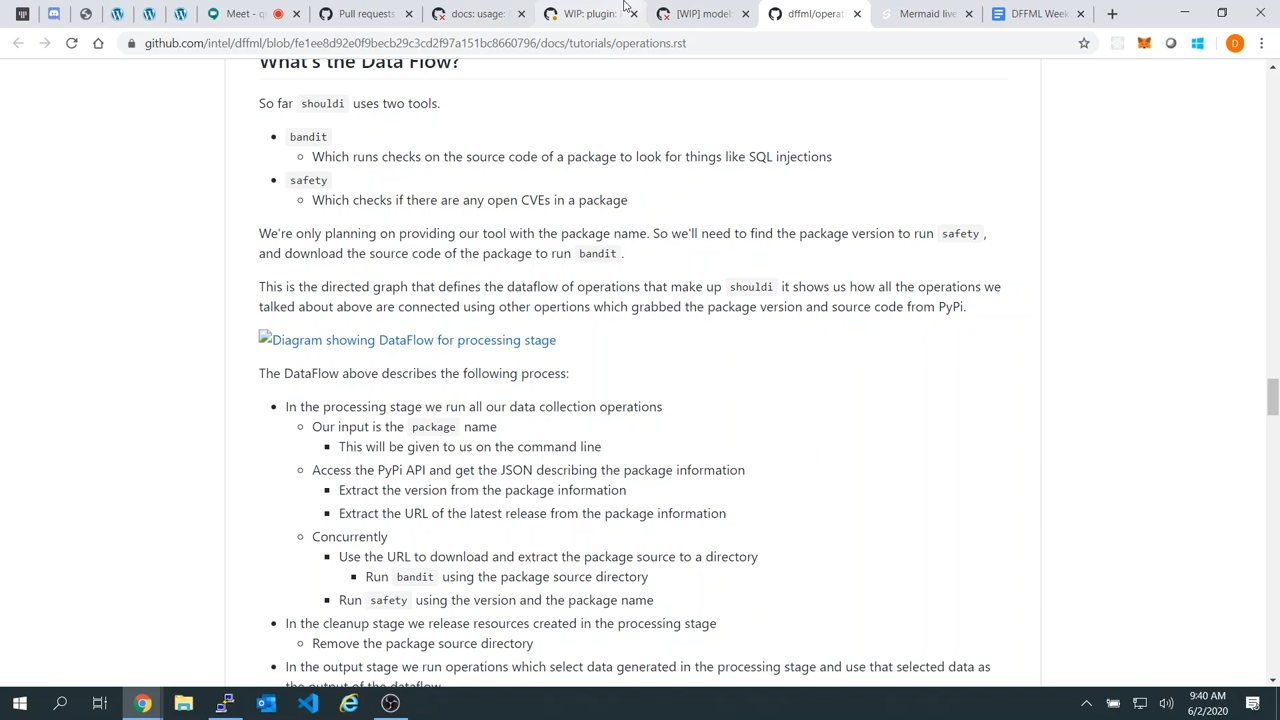 Meet - q
Pull requests
docs: usage:
WIP: plugin:
[WIP] model
dffml/operat
Mermaid live
DFFML Week
github.com/intel/dffml/blob/fe1ee8d92e0f9becb29c3cd2f97a151bc8660796/docs/tutorials/operations.rst
D
What's the Data Flow?
So far shouldi uses two tools.
bandit
Which runs checks on the source code of a package to look for things like SQL injections
safety
Which checks if there are any open CVEs in a package
We're only planning on providing our tool with the package name. So we'll need to find the package version to run safety,
and download the source code of the package to run bandit.
This is the directed graph that defines the dataflow of operations that make up shouldi it shows us how all the operations we
talked about above are connected using other opertions which grabbed the package version and source code from PyPi.
Diagram showing DataFlow for processing stage
The DataFlow above describes the following process:
In the processing stage we run all our data collection operations
Our input is the package name
This will be given to us on the command line
Access the PyPi API and get the JSON describing the package information
Extract the version from the package information
Extract the URL of the latest release from the package information
Concurrently
Use the URL to download and extract the package source to a directory
Run bandit using the package source directory
Run safety using the version and the package name
In the cleanup stage we release resources created in the processing stage
Remove the package source directory
In the output stage we run operations which select data generated in the processing stage and use that selected data as
the output of the dataflow
9:40 AM
6/2/2020